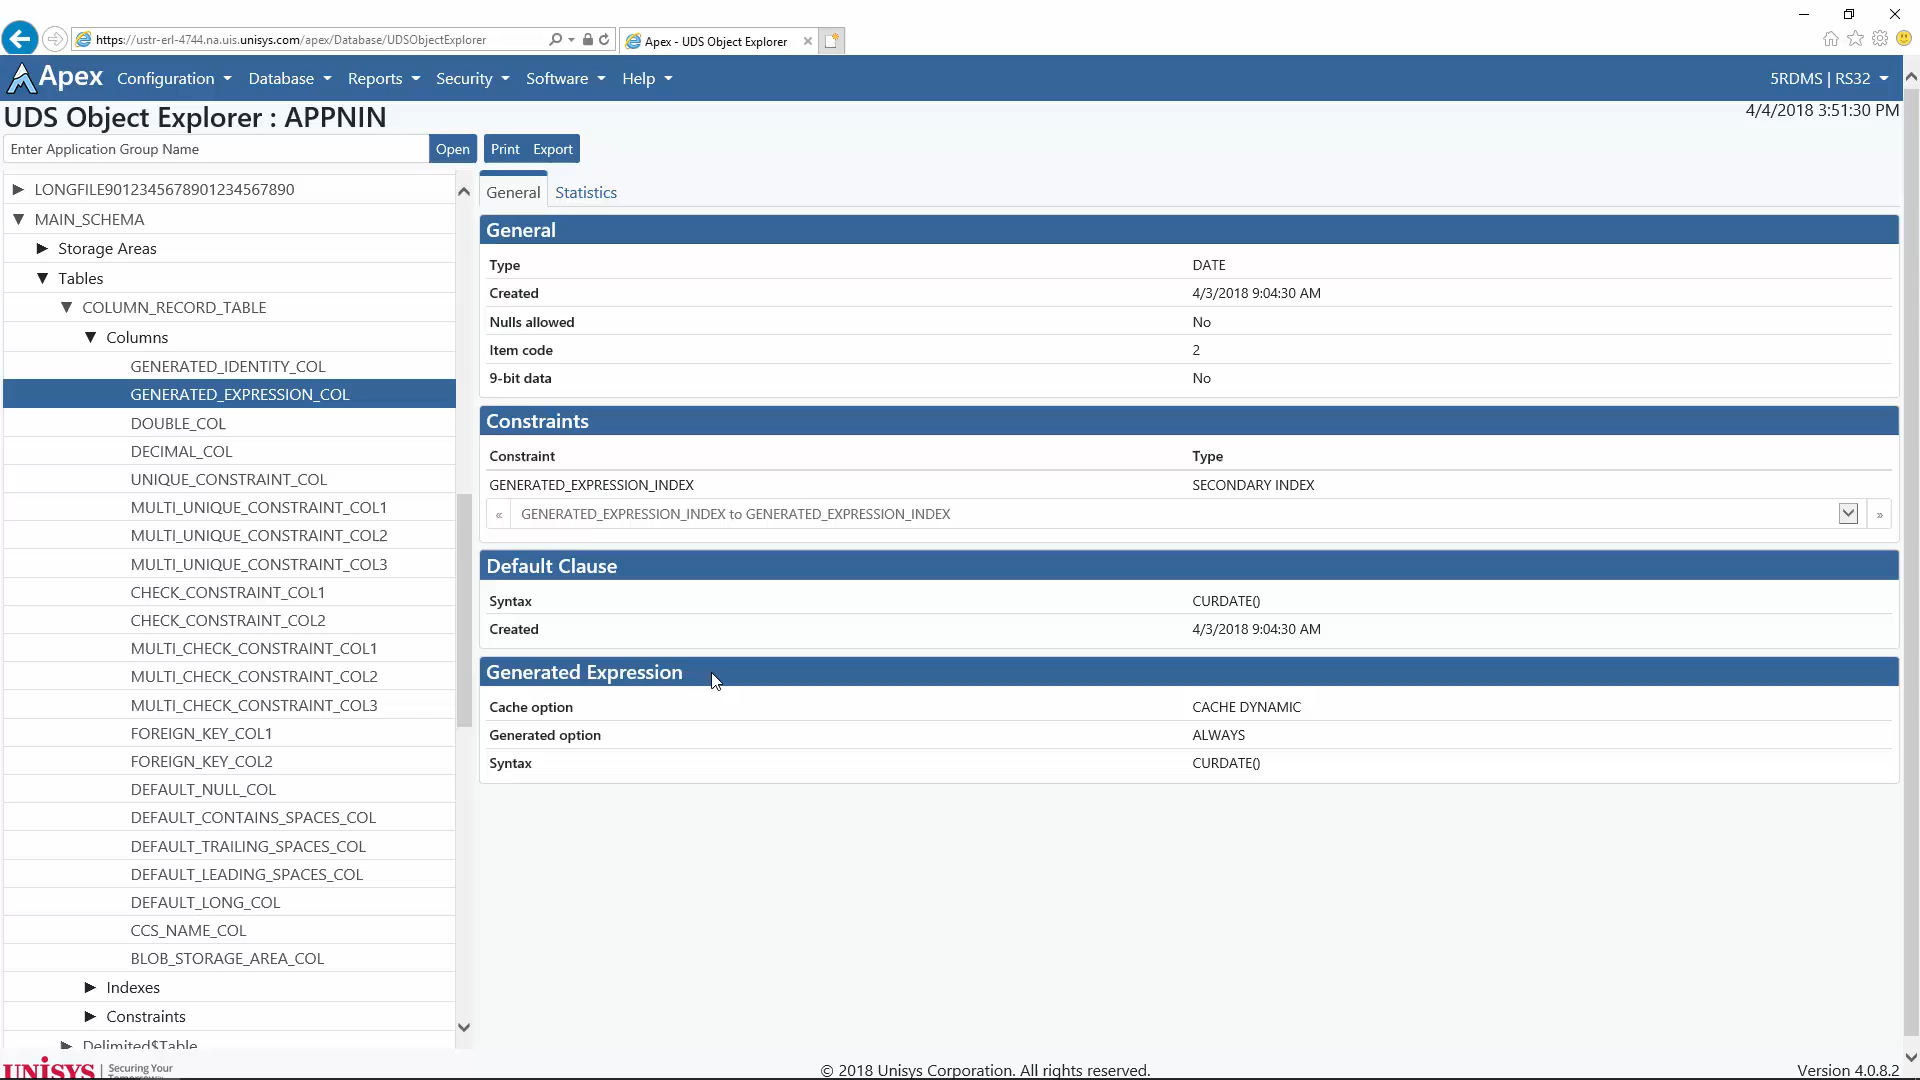 https://ustr-erl-4744.na.uis.unisys.com/apex/Database/UDSObjectExplorer
Apex - UDS Object Explorer
Apex Configuration Database Reports Security Software Help 5RDMS | RS32
UDS Object Explorer : APPNIN
4/4/2018 3:51:30 PM
Enter Application Group Name Open Print Export
LONGFILE9012345678901234567890
MAIN_SCHEMA
Storage Areas
Tables
COLUMN_RECORD_TABLE
Columns
GENERATED_IDENTITY_COL
GENERATED_EXPRESSION_COL
DOUBLE_COL
DECIMAL_COL
UNIQUE_CONSTRAINT_COL
MULTI_UNIQUE_CONSTRAINT_COL1
MULTI_UNIQUE_CONSTRAINT_COL2
MULTI_UNIQUE_CONSTRAINT_COL3
CHECK_CONSTRAINT_COL1
CHECK_CONSTRAINT_COL2
MULTI_CHECK_CONSTRAINT_COL1
MULTI_CHECK_CONSTRAINT_COL2
MULTI_CHECK_CONSTRAINT_COL3
FOREIGN_KEY_COL1
FOREIGN_KEY_COL2
DEFAULT_NULL_COL
DEFAULT_CONTAINS_SPACES_COL
DEFAULT_TRAILING_SPACES_COL
DEFAULT_LEADING_SPACES_COL
DEFAULT_LONG_COL
CCS_NAME_COL
BLOB_STORAGE_AREA_COL
Indexes
Constraints
Delimited$Table
General Statistics
General
Type DATE
Created 4/3/2018 9:04:30 AM
Nulls allowed No
Item code 2
9-bit data No
Constraints
Constraint Type
GENERATED_EXPRESSION_INDEX SECONDARY INDEX
« GENERATED_EXPRESSION_INDEX to GENERATED_EXPRESSION_INDEX »
Default Clause
Syntax CURDATE()
Created 4/3/2018 9:04:30 AM
Generated Expression
Cache option CACHE DYNAMIC
Generated option ALWAYS
Syntax CURDATE()
UNISYS | Securing Your
Tomorrow
© 2018 Unisys Corporation. All rights reserved.
Version 4.0.8.2